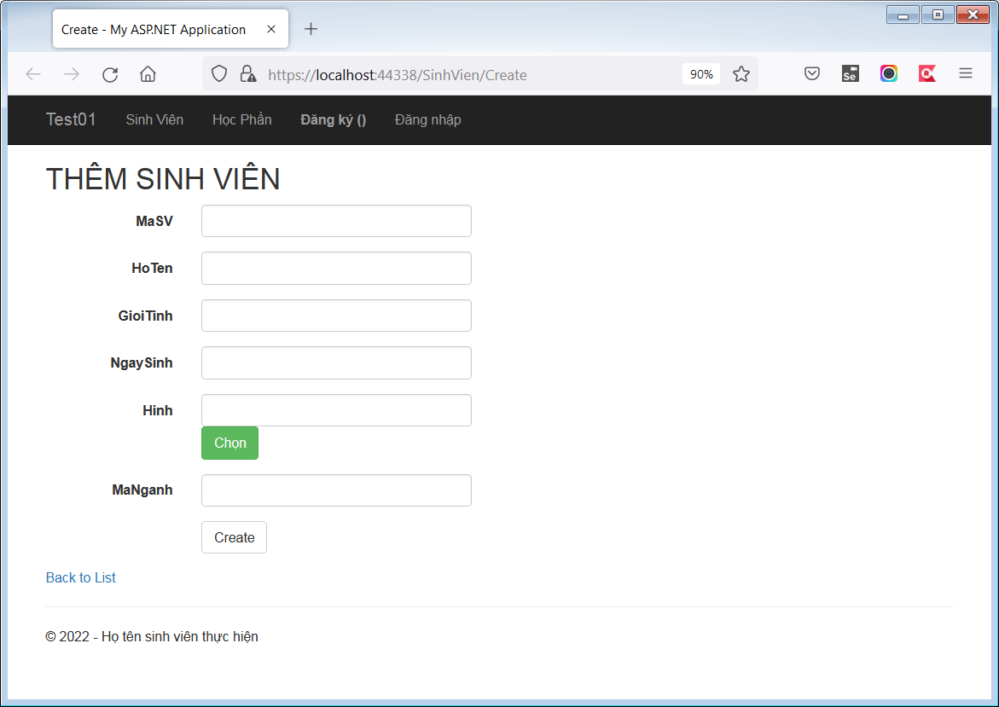 Create - My ASP.NET Application
https://localhost:44338/SinhVien/Create 90%
Se
Test01 Sinh Viên Học Phần Đăng ký () Đăng nhập
THÊM SINH VIÊN
MaSV
HoTen
GioiTinh
NgaySinh
Hinh
Chọn
MaNganh
Create
Back to List
© 2022 - Họ tên sinh viên thực hiện